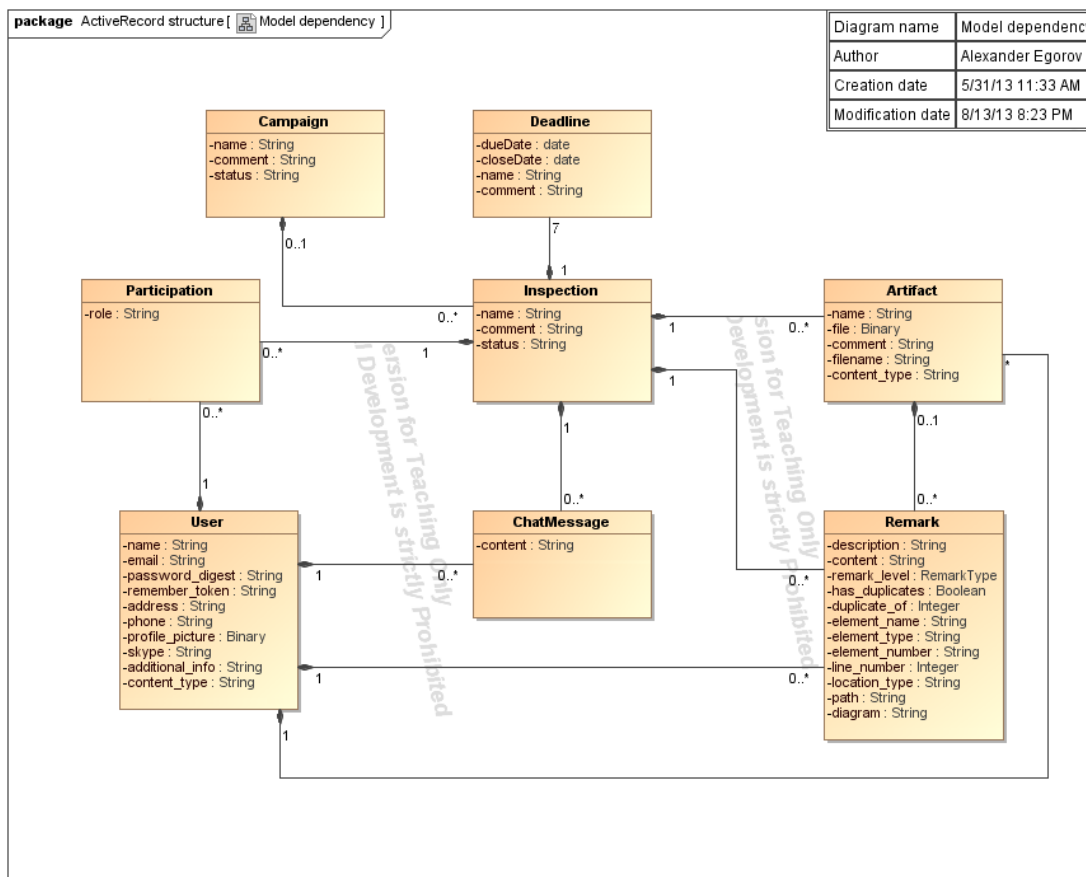 package ActiveRecord structure [ Model dependency ]
Diagram name Model dependenc
Author Alexander Egorov
Creation date 5/31/13 11:33 AM
Modification date 8/13/13 8:23 PM
Campaign
-name : String
-comment : String
-status : String
Deadline
-dueDate : date
-closeDate : date
-name : String
-comment : String
0..1
7
1
Participation
-role : String
Inspection
-name : String
-comment : String
-status : String
Artifact
-name : String
-file : Binary
-comment : String
-filename : String
-content_type : String
0..*
1
0..*
0..*
1
1
*
0..*
1
0..1
ersion for Teaching Only
Development is strictly Prohibited
sion for Teaching Only
Development is strictly Prohibited
1
0..*
0..*
User
-name : String
-email : String
-password_digest : String
-remember_token : String
-address : String
-phone : String
-profile_picture : Binary
-skype : String
-additional_info : String
-content_type : String
ChatMessage
-content : String
Remark
-description : String
-content : String
-remark_level : RemarkType
-has_duplicates : Boolean
-duplicate_of : Integer
-element_name : String
-element_type : String
-element_number : String
-line_number : Integer
-location_type : String
-path : String
-diagram : String
1
0..*
0..*
1
0..*
1